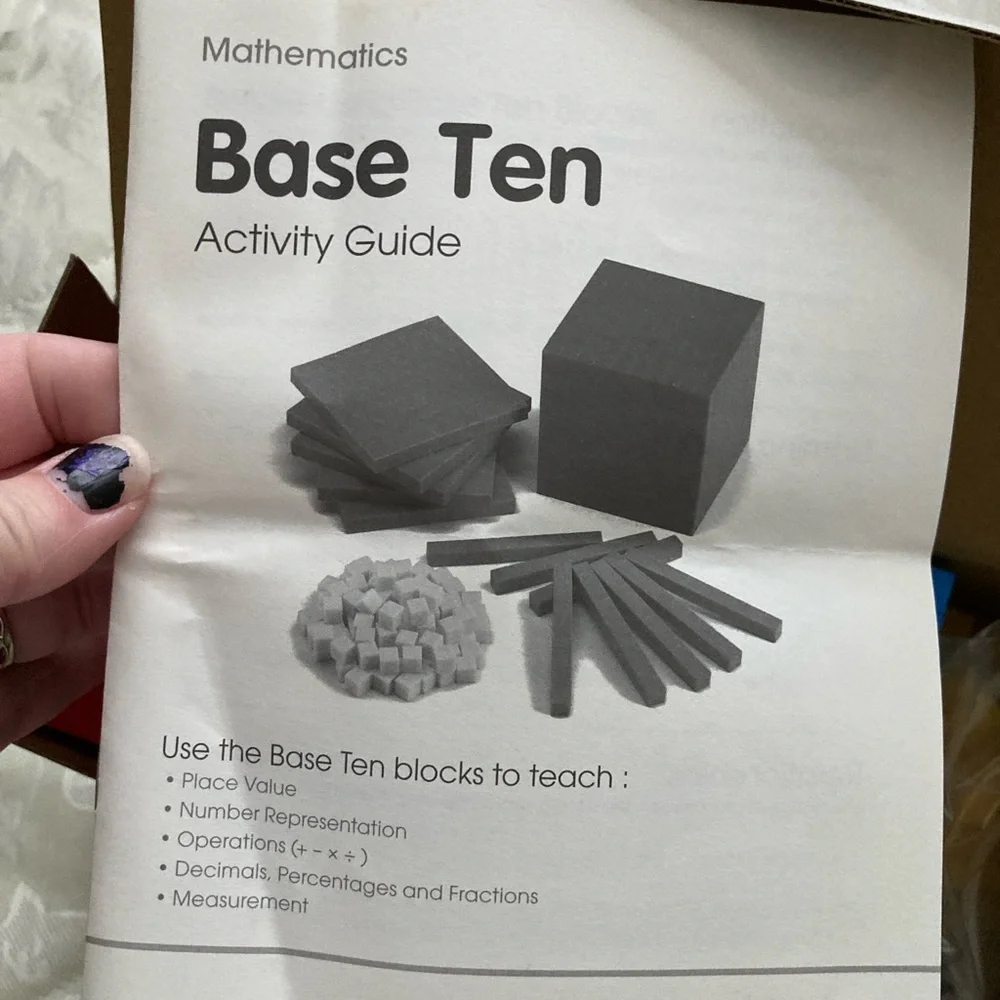 Mathematics
Base Ten
Activity Guide
Use the Base Ten blocks to teach :
• Place Value
• Number Representation
• Operations (+ − × ÷ )
• Decimals, Percentages and Fractions
• Measurement